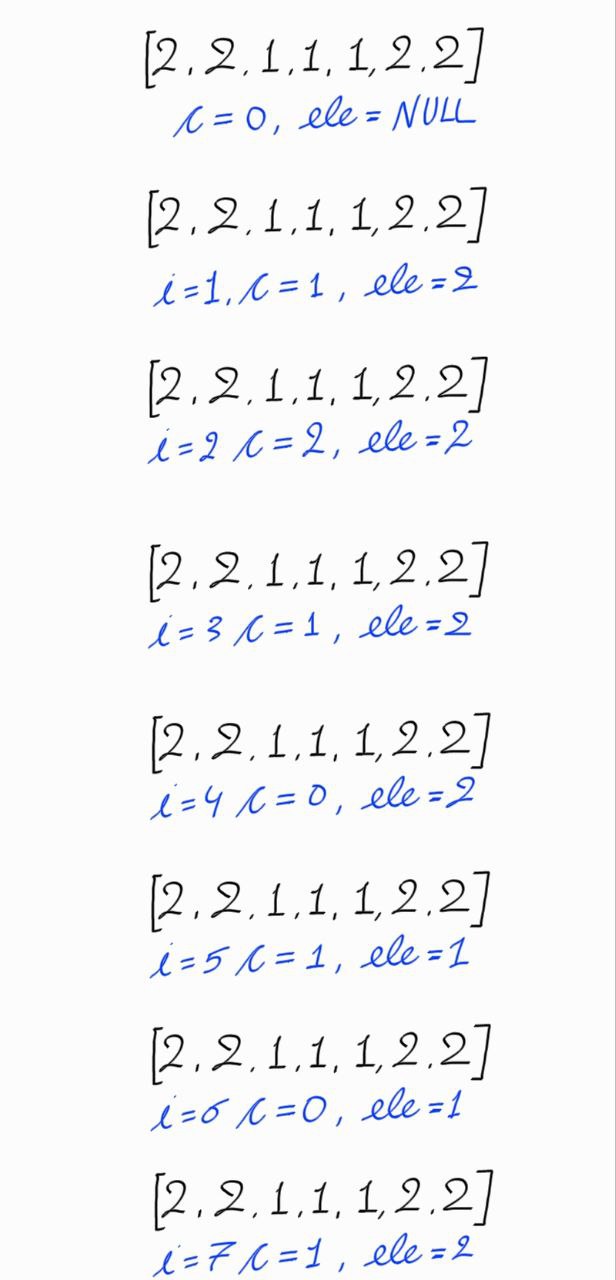 [2, 2, 1, 1, 1, 2, 2]
c = 0, ele = NULL
[2, 2, 1, 1, 1, 2, 2]
i = 1, c = 1, ele = 2
[2, 2, 1, 1, 1, 2, 2]
i = 2 c = 2, ele = 2
[2, 2, 1, 1, 1, 2, 2]
i = 3 c = 1, ele = 2
[2, 2, 1, 1, 1, 2, 2]
i = 4 c = 0, ele = 2
[2, 2, 1, 1, 1, 2, 2]
i = 5 c = 1, ele = 1
[2, 2, 1, 1, 1, 2, 2]
i = 6 c = 0, ele = 1
[2, 2, 1, 1, 1, 2, 2]
i = 7 c = 1, ele = 2